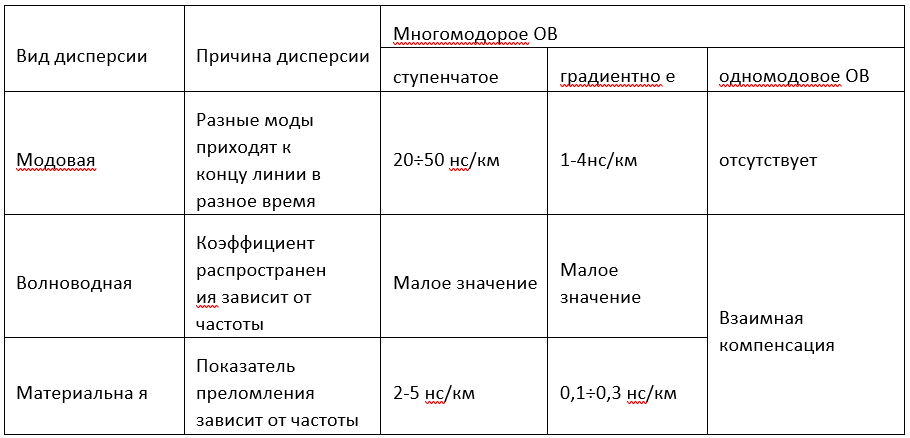 Вид дисперсии
Причина дисперсии
Многомодорое ОВ
ступенчатое
градиентно е
одномодовое ОВ
Модовая
Разные моды
приходят к
концу линии в
разное время
20÷50 нс/км
1-4нс/км
отсутствует
Волноводная
Коэффициент
распространен
ия зависит от
частоты
Малое значение
Малое
значение
Взаимная
компенсация
Материальна я
Показатель
преломления
зависит от частоты
2-5 нс/км
0,1÷0,3 нс/км